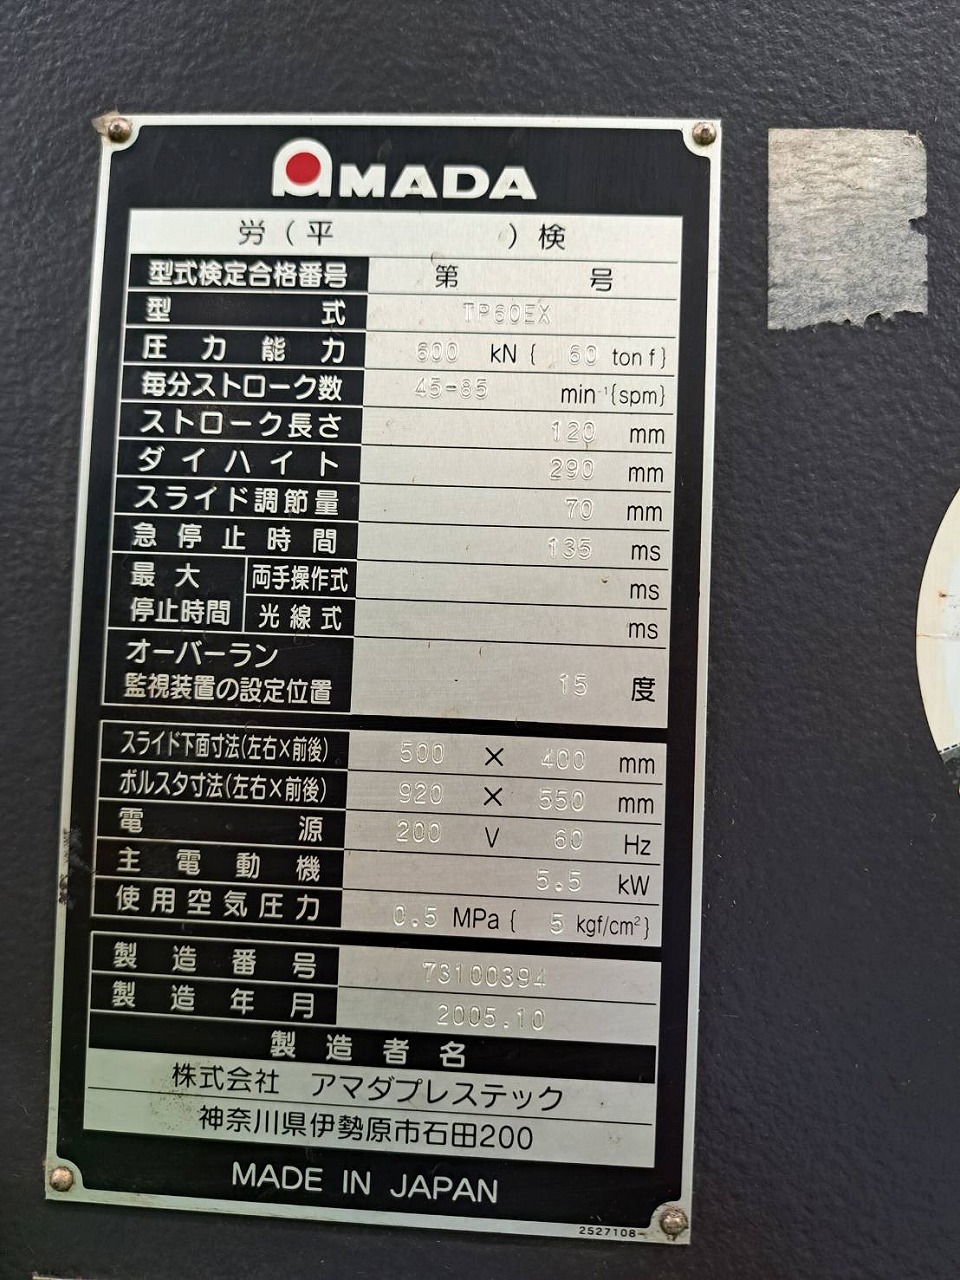 AMADA
労（平　　　）検
型式検定合格番号 第　　号
型式 TP60EX
圧力能力 600 kN { 60 ton f }
毎分ストローク数 45-85 min⁻¹{spm}
ストローク長さ 120 mm
ダイハイト 290 mm
スライド調節量 70 mm
急停止時間 135 ms
最大停止時間 両手操作式 ms
光線式 ms
オーバーラン
監視装置の設定位置 15 度
スライド下面寸法(左右×前後) 500 × 400 mm
ボルスタ寸法(左右×前後) 920 × 550 mm
電源 200 V 60 Hz
主電動機 5.5 kW
使用空気圧力 0.5 MPa { 5 kgf/cm² }
製造番号 73100394
製造年月 2005.10
製造者名
株式会社 アマダプレステック
神奈川県伊勢原市石田200
MADE IN JAPAN
2527108-